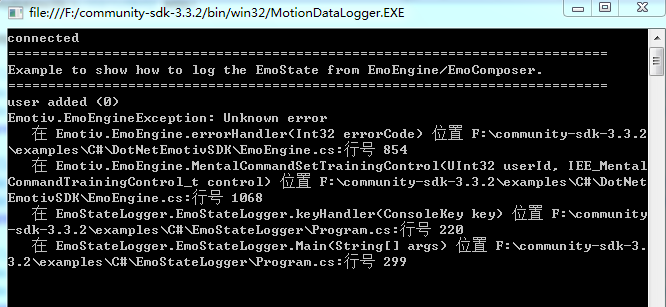 file:///F:/community-sdk-3.3.2/bin/win32/MotionDataLogger.EXE
connected
===========================================================================
Example to show how to log the EmoState from EmoEngine/EmoComposer.
===========================================================================
user added (0)
Emotiv.EmoEngineException: Unknown error
   在 Emotiv.EmoEngine.errorHandler(Int32 errorCode) 位置 F:\community-sdk-3.3.2
\examples\C#\DotNetEmotivSDK\EmoEngine.cs:行号 854
   在 Emotiv.EmoEngine.MentalCommandSetTrainingControl(UInt32 userId, IEE_Mental
CommandTrainingControl_t control) 位置 F:\community-sdk-3.3.2\examples\C#\DotNet
EmotivSDK\EmoEngine.cs:行号 1068
   在 EmoStateLogger.EmoStateLogger.keyHandler(ConsoleKey key) 位置 F:\community
-sdk-3.3.2\examples\C#\EmoStateLogger\Program.cs:行号 220
   在 EmoStateLogger.EmoStateLogger.Main(String[] args) 位置 F:\community-sdk-3.
3.2\examples\C#\EmoStateLogger\Program.cs:行号 299